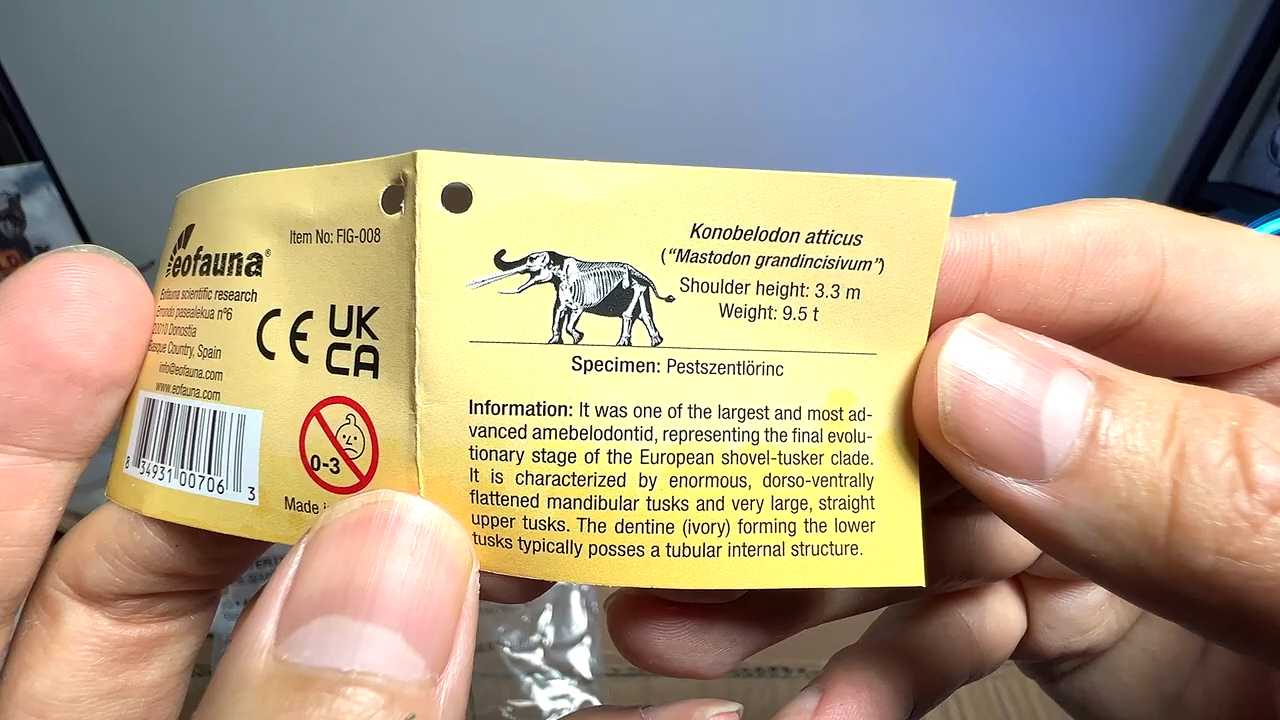 eofauna®
Item No: FIG-008
Eofauna scientific research
Errondo pasealekua nº6
20010 Donostia
Basque Country, Spain
info@eofauna.com
www.eofauna.com
CE UK
CA
8 34931 00706 3
0-3
Made
Konobelodon atticus
("Mastodon grandincisivum")
Shoulder height: 3.3 m
Weight: 9.5 t
Specimen: Pestszentlörinc
Information: It was one of the largest and most ad-
vanced amebelodontid, representing the final evolu-
tionary stage of the European shovel-tusker clade.
It is characterized by enormous, dorso-ventrally
flattened mandibular tusks and very large, straight
upper tusks. The dentine (ivory) forming the lower
tusks typically posses a tubular internal structure.